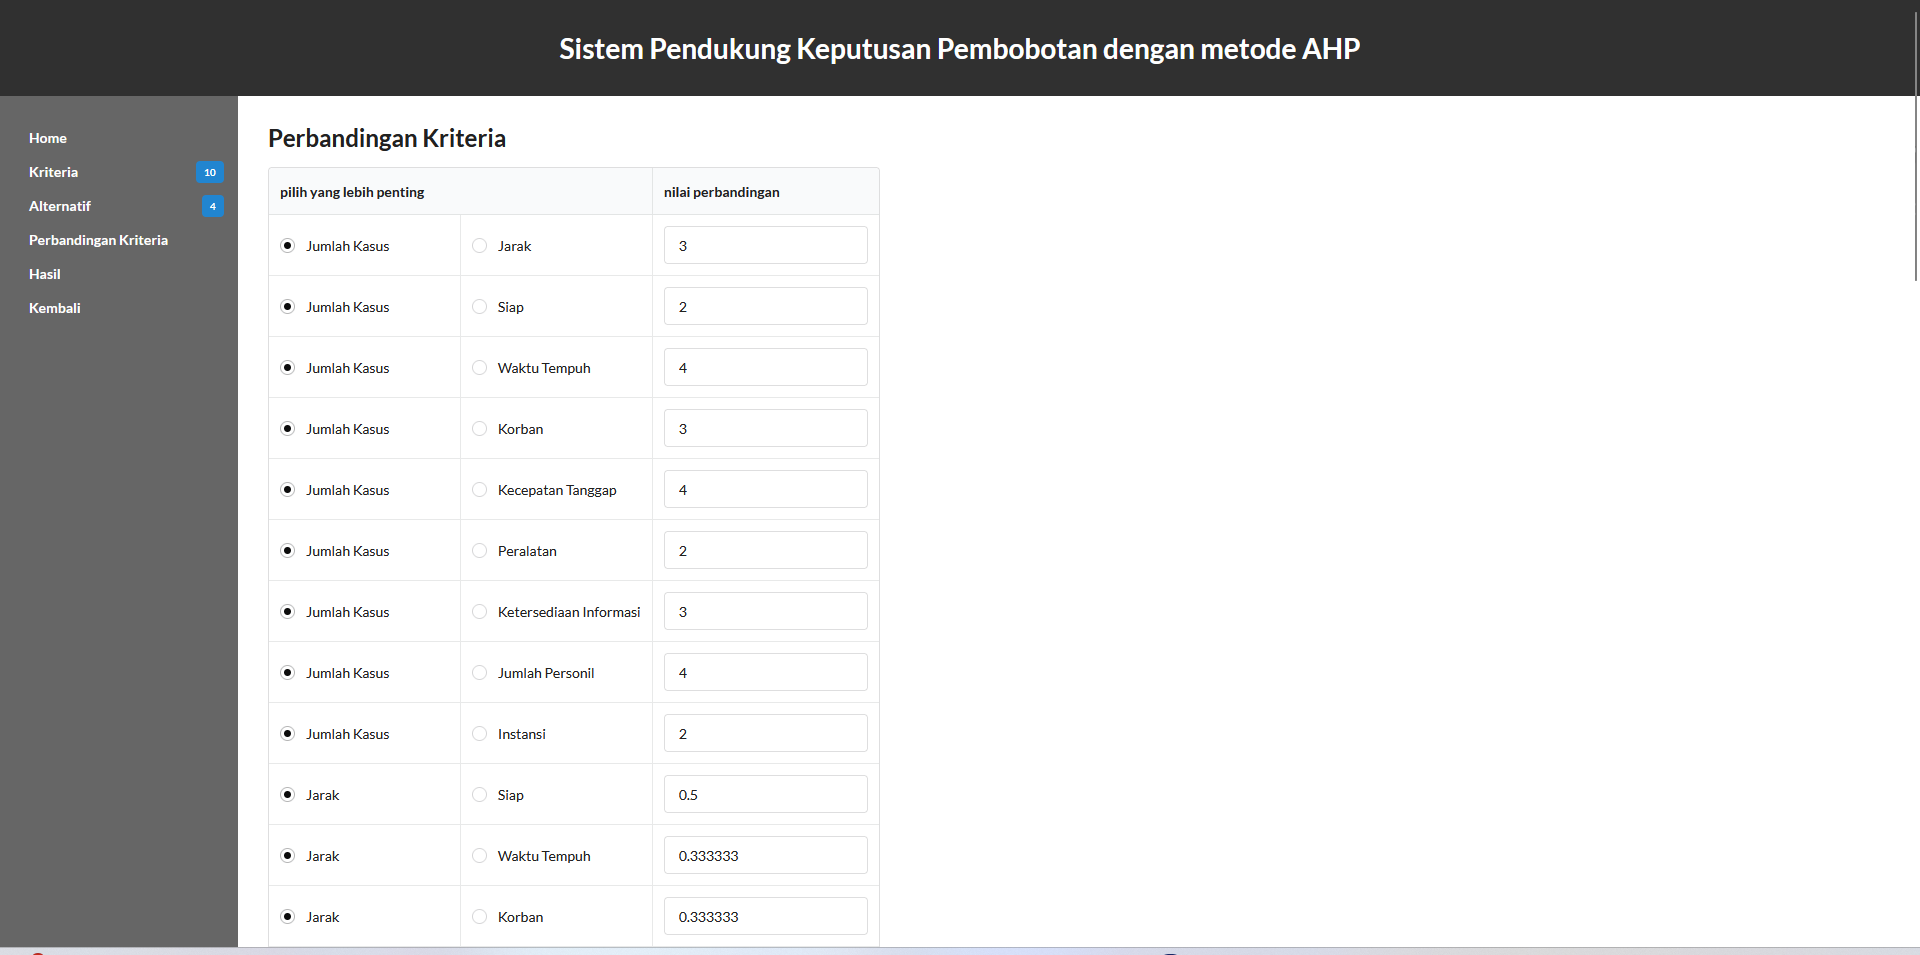 Sistem Pendukung Keputusan Pembobotan dengan metode AHP
Home
Kriteria 10
Alternatif 4
Perbandingan Kriteria
Hasil
Kembali
Perbandingan Kriteria
pilih yang lebih penting nilai perbandingan
Jumlah Kasus Jarak 3
Jumlah Kasus Siap 2
Jumlah Kasus Waktu Tempuh 4
Jumlah Kasus Korban 3
Jumlah Kasus Kecepatan Tanggap 4
Jumlah Kasus Peralatan 2
Jumlah Kasus Ketersediaan Informasi 3
Jumlah Kasus Jumlah Personil 4
Jumlah Kasus Instansi 2
Jarak Siap 0.5
Jarak Waktu Tempuh 0.333333
Jarak Korban 0.333333